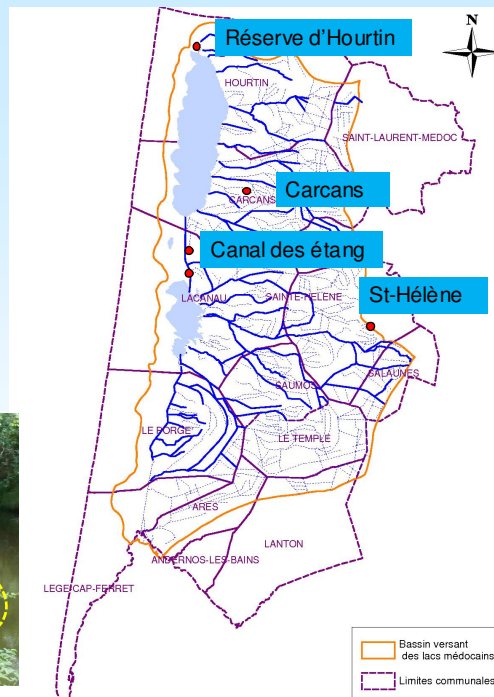 N
Réserve d'Hourtin
HOURTIN
SAINT-LAURENT-MEDOC
Carcans
CARCANS
Canal des étang
LACANAU
SAINTE-HELENE
St-Hélène
SALAUNES
SAUMOS
LE PORGE
LE TEMPLE
ARES
LANTON
ANDERNOS-LES-BAINS
LEGE-CAP-FERRET
Bassin versant
des lacs médocains
Limites communales